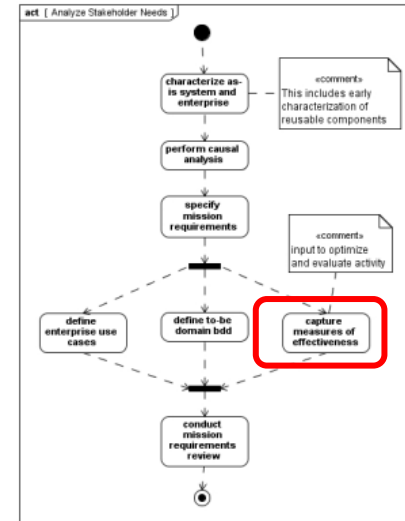 act [ Analyze Stakeholder Needs ]
characterize as-
is system and
enterprise
«comment»
This includes early
characterization of
reusable components
perform causal
analysis
specify
mission
requirements
«comment»
input to optimize
and evaluate activity
define
enterprise use
cases
define to-be
domain bdd
capture
measures of
effectiveness
conduct
mission
requirements
review